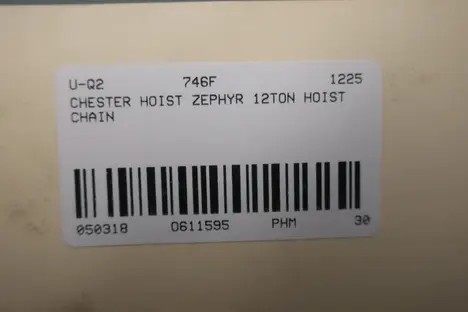 U-Q2 746F 1225
CHESTER HOIST ZEPHYR 12TON HOIST
CHAIN
050318 0611595 PHM 30